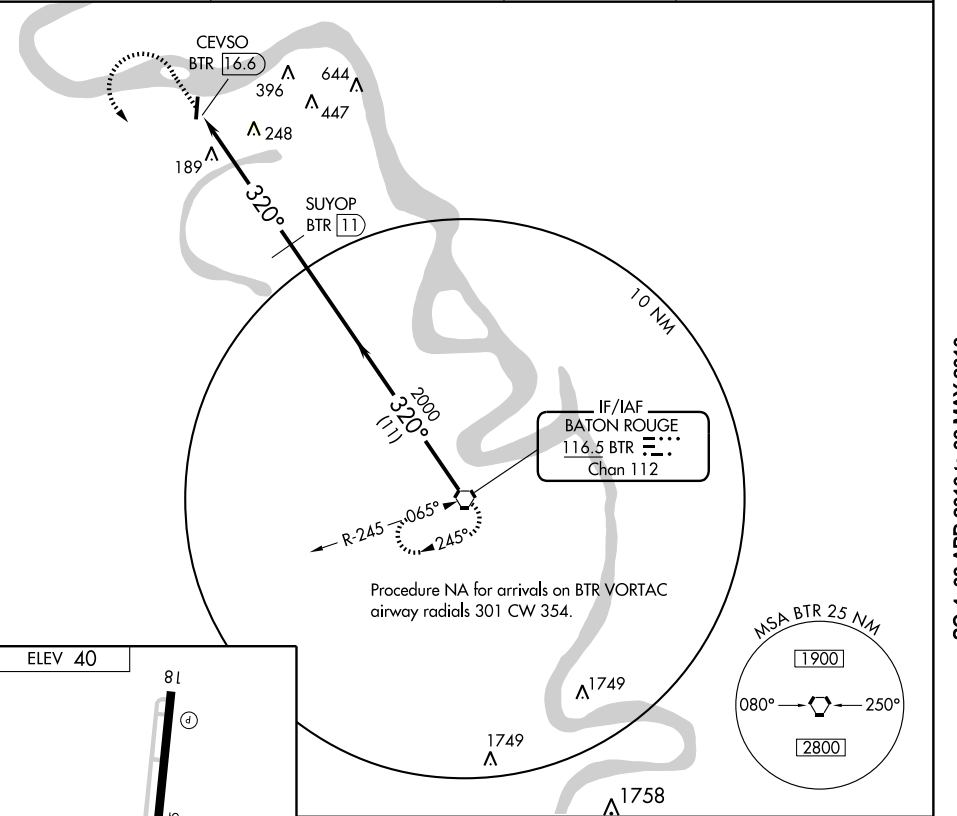 CEVSO
BTR 16.6
396
644
447
248
189
320°
SUYOP
BTR 11
10 NM
2000
320°
(11)
IF/IAF
BATON ROUGE
116.5 BTR
Chan 112
R-245
065°
245°
Procedure NA for arrivals on BTR VORTAC
airway radials 301 CW 354.
MSA BTR 25 NM
1900
080°
250°
2800
1749
1749
1758
ELEV 40
18
P